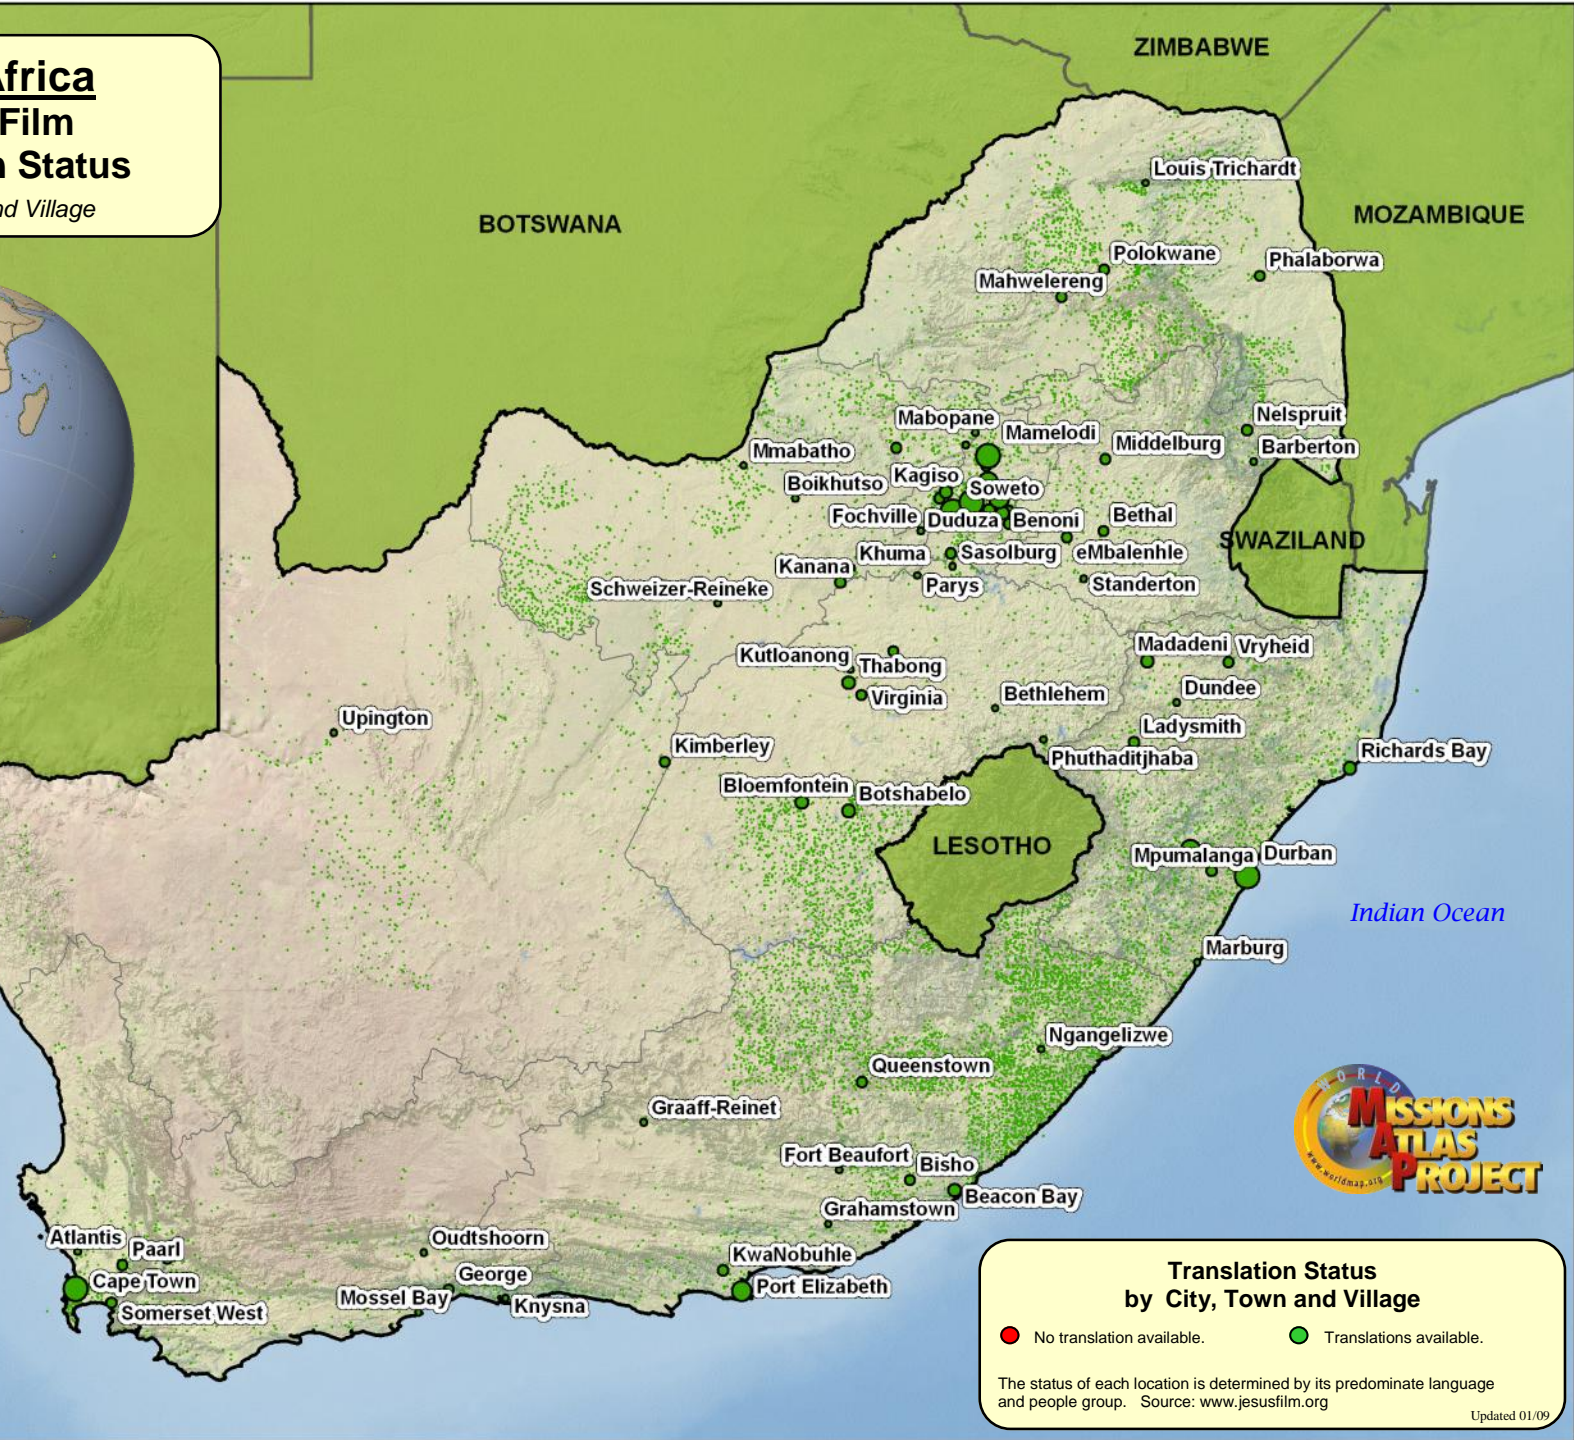 frica
Film
n Status
nd Village
ZIMBABWE
BOTSWANA
MOZAMBIQUE
Louis Trichardt
Polokwane
Phalaborwa
Mahwelereng
Nelspruit
Mabopane
Mamelodi
Middelburg
Barberton
Mmabatho
Boikhutso
Kagiso
Soweto
Fochville
Duduza
Benoni
Bethal
SWAZILAND
Khuma
Sasolburg
eMbalenhle
Kanana
Parys
Standerton
Schweizer-Reineke
Madadeni
Vryheid
Kutloanong
Thabong
Virginia
Bethlehem
Dundee
Upington
Ladysmith
Kimberley
Phuthaditjhaba
Richards Bay
Bloemfontein
Botshabelo
LESOTHO
Mpumalanga
Durban
Indian Ocean
Marburg
Ngangelizwe
Queenstown
Graaff-Reinet
Fort Beaufort
Bisho
Beacon Bay
Grahamstown
Atlantis
Paarl
Oudtshoorn
KwaNobuhle
Cape Town
George
Port Elizabeth
Mossel Bay
Knysna
Somerset West
WORLD
MISSIONS
ATLAS
PROJECT
www.worldmap.org
Translation Status
by City, Town and Village
No translation available.
Translations available.
The status of each location is determined by its predominate language
and people group. Source: www.jesusfilm.org
Updated 01/09